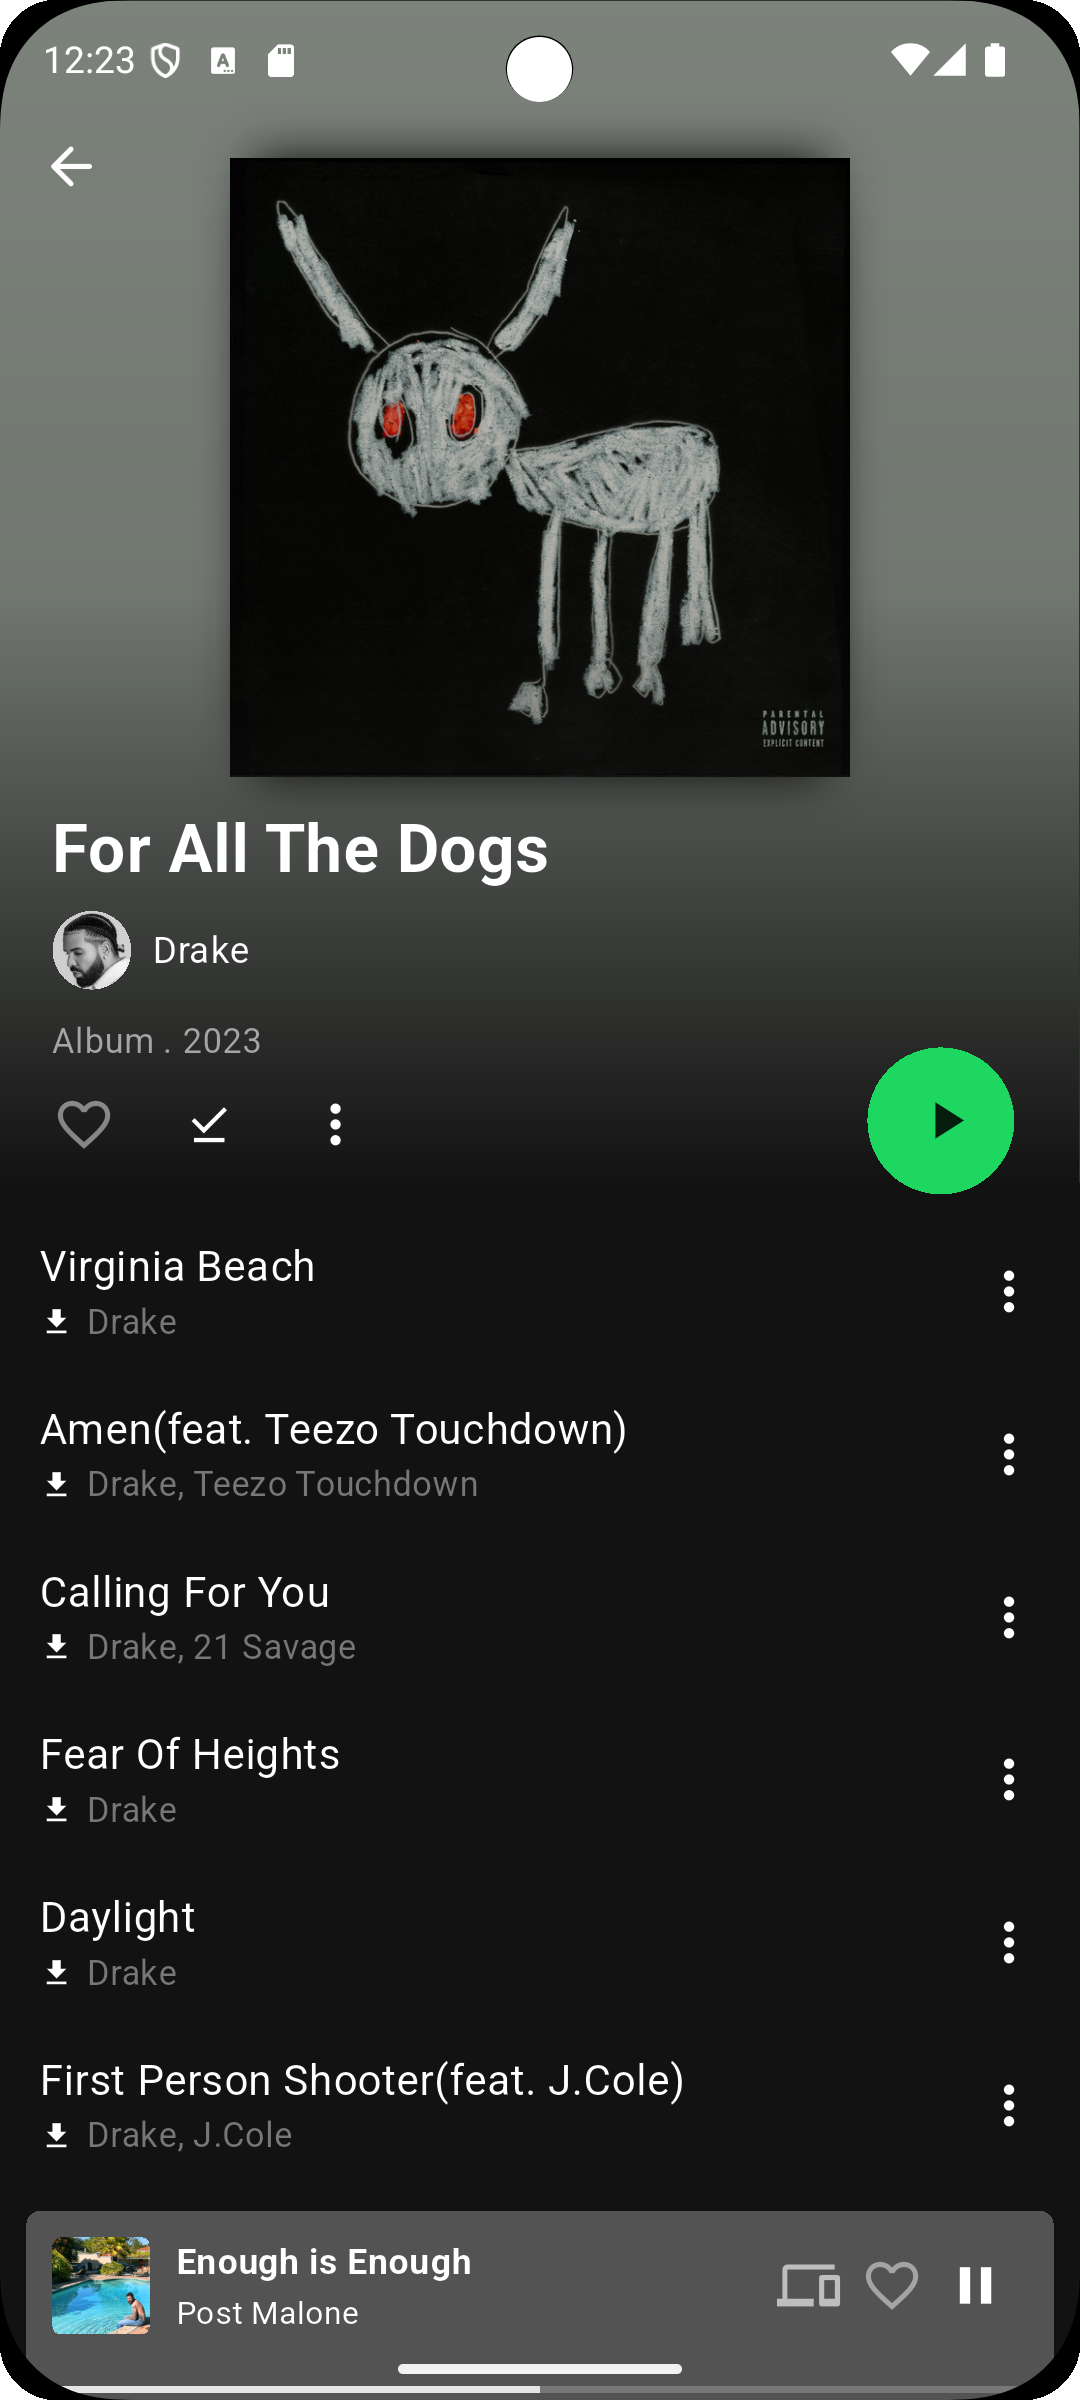 12:23
PARENTAL
ADVISORY
EXPLICIT CONTENT
For All The Dogs
Drake
Album . 2023
Virginia Beach
Drake
Amen(feat. Teezo Touchdown)
Drake, Teezo Touchdown
Calling For You
Drake, 21 Savage
Fear Of Heights
Drake
Daylight
Drake
First Person Shooter(feat. J.Cole)
Drake, J.Cole
Enough is Enough
Post Malone